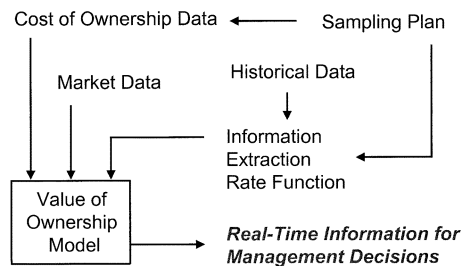 Cost of Ownership Data
Sampling Plan
Market Data
Historical Data
Information
Extraction
Rate Function
Value of
Ownership
Model
Real-Time Information for
Management Decisions